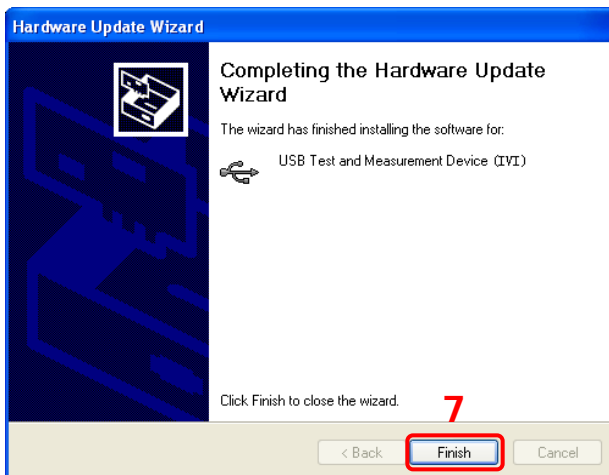 Hardware Update Wizard
Completing the Hardware Update
Wizard
The wizard has finished installing the software for:
USB Test and Measurement Device (IVI)
Click Finish to close the wizard.
7
< Back
Finish
Cancel